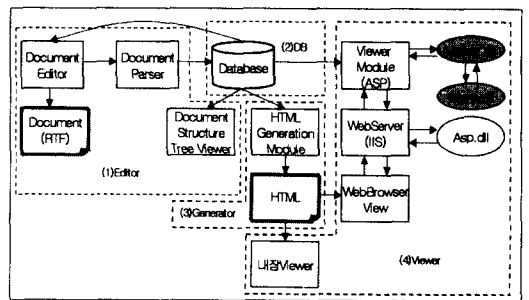 Document
Editor
Document
Parser
Database
(2)DB
Viewer
Module
(ASP)
Document
(RTF)
Document
Structure
Tree Viewer
HTML
Generation
Module
WebServer
(IIS)
Asp.dll
(1)Editor
(3)Generator
HTML
WebBrowser
View
내장Viewer
(4)Viewer